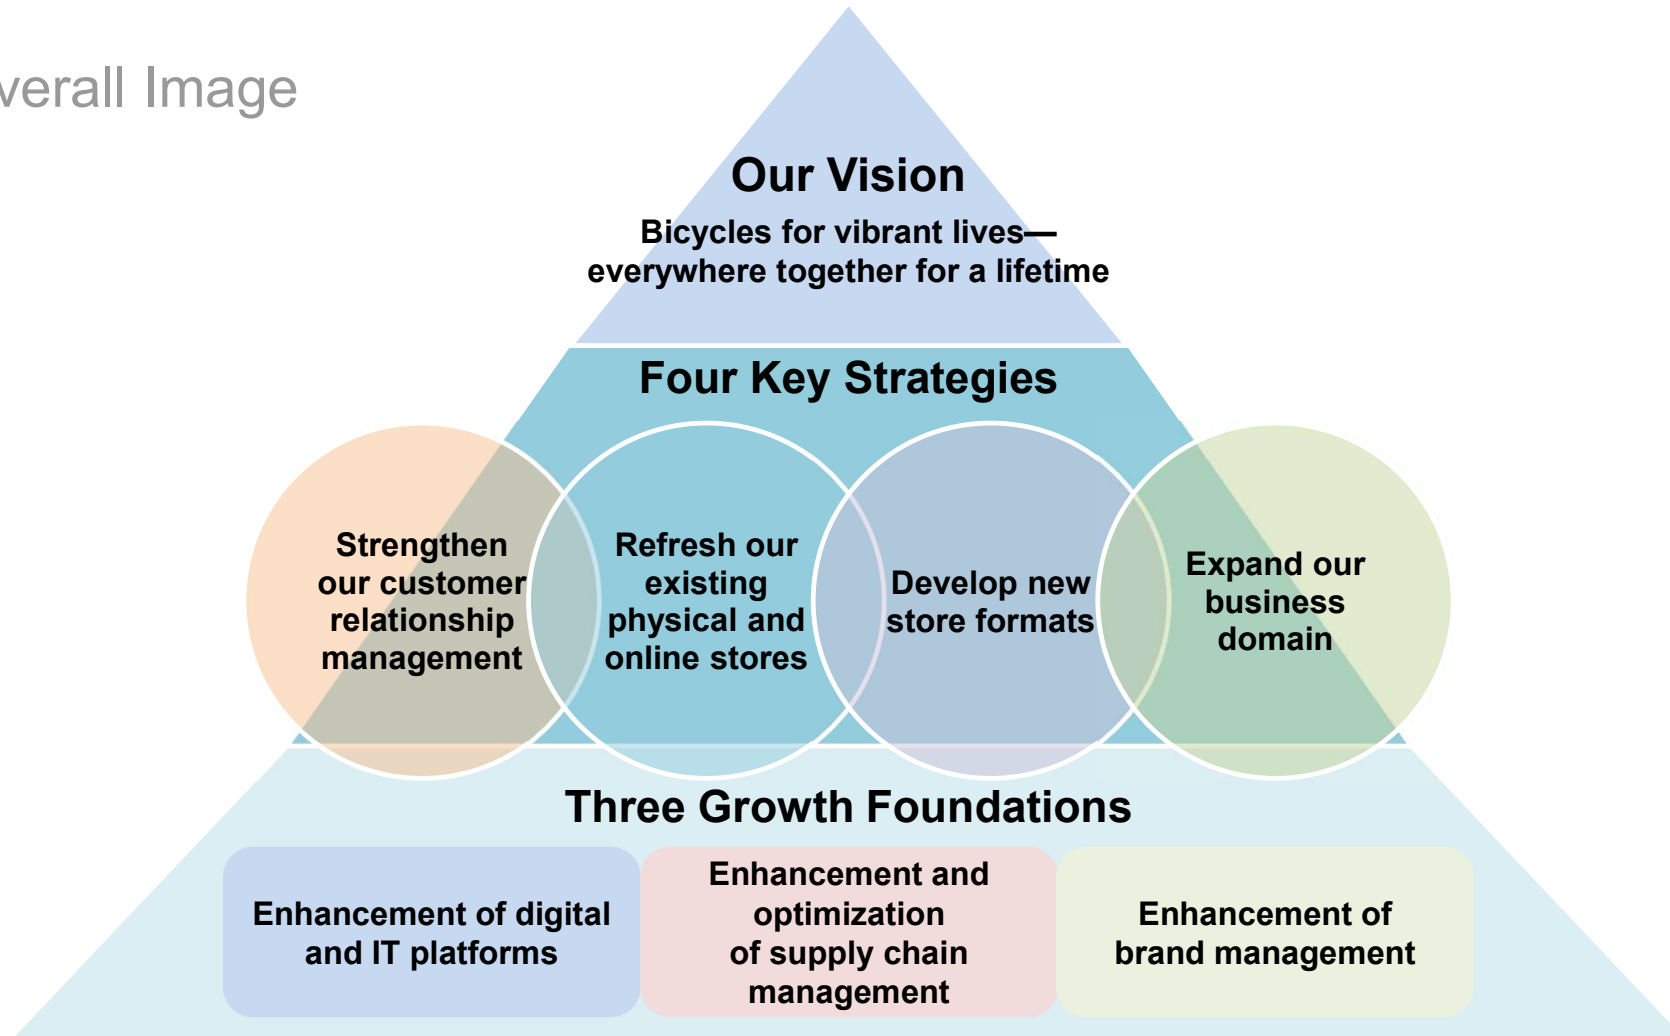 verall Image
Our Vision
Bicycles for vibrant lives—
everywhere together for a lifetime
Four Key Strategies
Strengthen
our customer
relationship
management
Refresh our
existing
physical and
online stores
Develop new
store formats
Expand our
business
domain
Three Growth Foundations
Enhancement of digital
and IT platforms
Enhancement and
optimization
of supply chain
management
Enhancement of
brand management